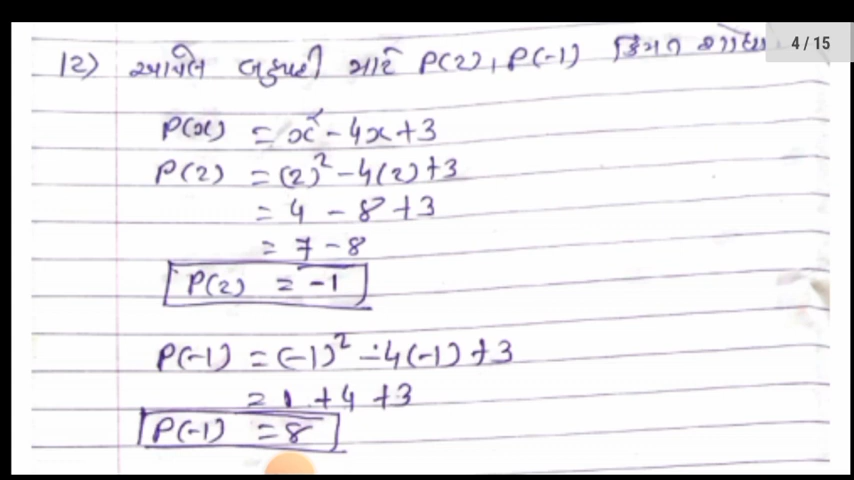 12) આપેલ બહુપદી માટે P(2), P(-1) કિંમત શોધો.
4/15
P(x) = x² - 4x + 3
P(2) = (2)² - 4(2) + 3
= 4 - 8 + 3
= 7 - 8
P(2) = -1
P(-1) = (-1)² - 4(-1) + 3
= 1 + 4 + 3
P(-1) = 8